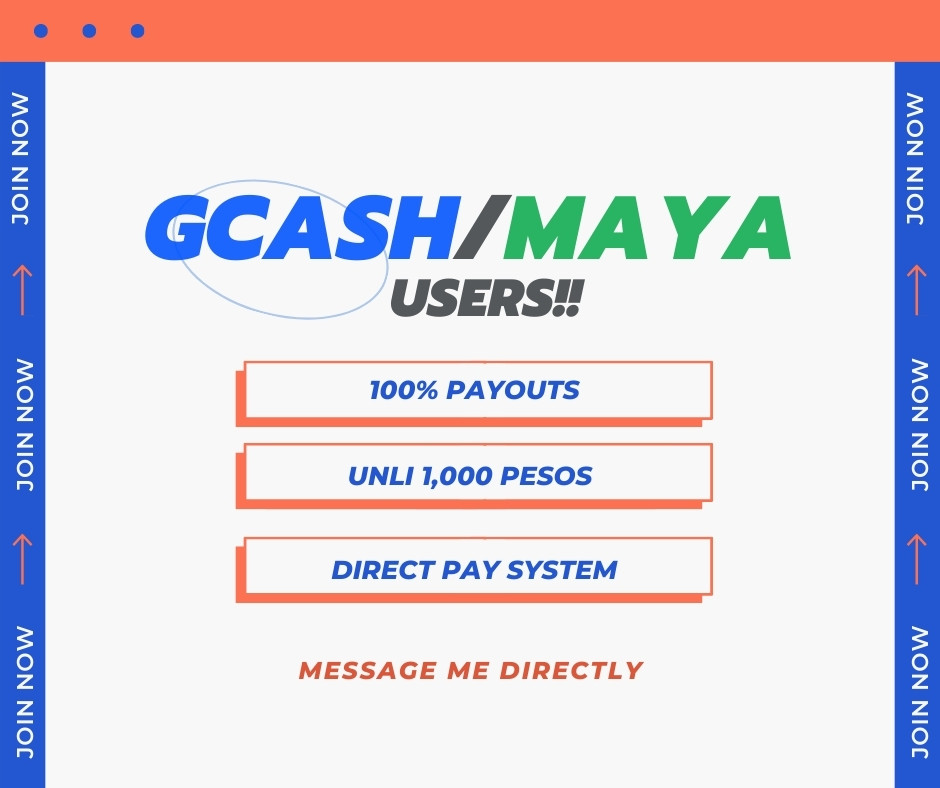 GCASH/MAYA
USERS!!
100% PAYOUTS
UNLI 1,000 PESOS
DIRECT PAY SYSTEM
MESSAGE ME DIRECTLY
JOIN NOW
JOIN NOW
JOIN NOW
JOIN NOW
JOIN NOW
JOIN NOW